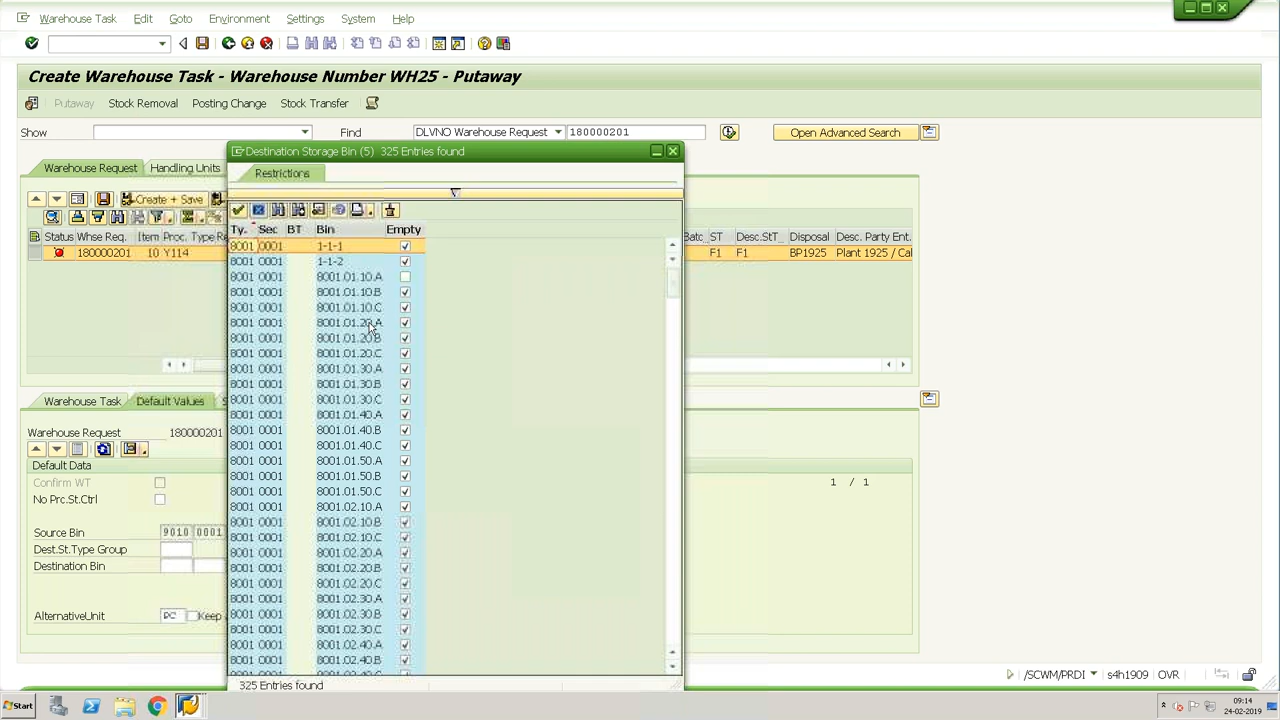 Warehouse Task Edit Goto Environment Settings System Help
Create Warehouse Task - Warehouse Number WH25 - Putaway
Putaway Stock Removal Posting Change Stock Transfer
Show Find DLVNO Warehouse Request 180000201 Open Advanced Search
Destination Storage Bin (5) 325 Entries found
Warehouse Request Handling Units
Restrictions
Create + Save
Ty. Sec BT Bin Empty
Status Whse Req. Item Proc. Type ST Desc.StT_ Disposal Desc. Party Ent.
180000201 10 Y114 F1 F1 BP1925 Plant 1925 / Cal
8001 0001 1-1-1
8001 0001 1-1-2
8001 0001 8001.01.10.A
8001 0001 8001.01.10.B
8001 0001 8001.01.10.C
8001 0001 8001.01.20.A
8001 0001 8001.01.20.B
8001 0001 8001.01.20.C
8001 0001 8001.01.30.A
8001 0001 8001.01.30.B
8001 0001 8001.01.30.C
8001 0001 8001.01.40.A
8001 0001 8001.01.40.B
8001 0001 8001.01.40.C
8001 0001 8001.01.50.A
8001 0001 8001.01.50.B
8001 0001 8001.01.50.C
8001 0001 8001.02.10.A
8001 0001 8001.02.10.B
8001 0001 8001.02.10.C
8001 0001 8001.02.20.A
8001 0001 8001.02.20.B
8001 0001 8001.02.20.C
8001 0001 8001.02.30.A
8001 0001 8001.02.30.B
8001 0001 8001.02.30.C
8001 0001 8001.02.40.A
8001 0001 8001.02.40.B
325 Entries found
Warehouse Task Default Values
Warehouse Request 180000201
Default Data
Confirm WT 1 / 1
No Prc.St.Ctrl
Source Bin 9010 0001
Dest.St.Type Group
Destination Bin
AlternativeUnit PC Keep
/SCWM/PRDI s4h1909 OVR
Start 09:14
24-02-2019